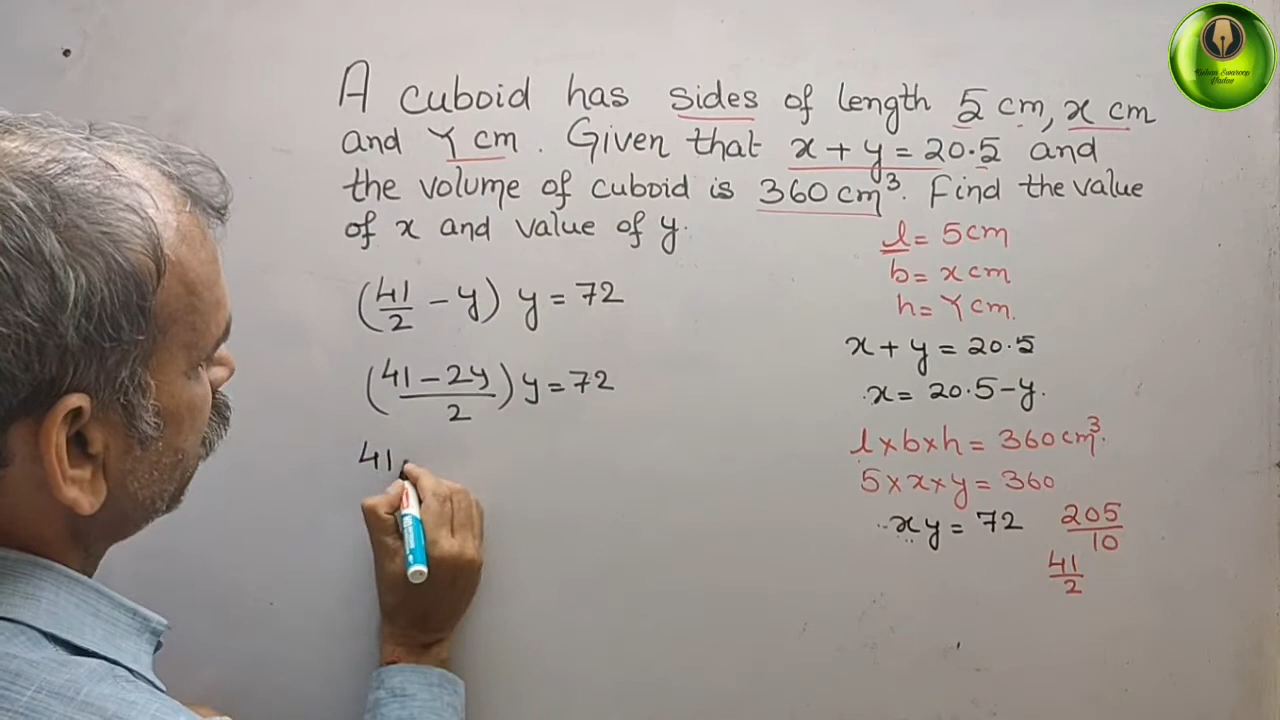 A cuboid has sides of length 5 cm, x cm
and Y cm. Given that x + y = 20.5 and
the volume of cuboid is 360 cm³. Find the value
of x and value of y.
(41/2 - y) y = 72
((41 - 2y)/2) y = 72
41
l = 5cm
b = x cm
h = Y cm.
x + y = 20.5
x = 20.5 - y.
l × b × h = 360 cm³.
5 × x × y = 360
xy = 72
205/10
41/2